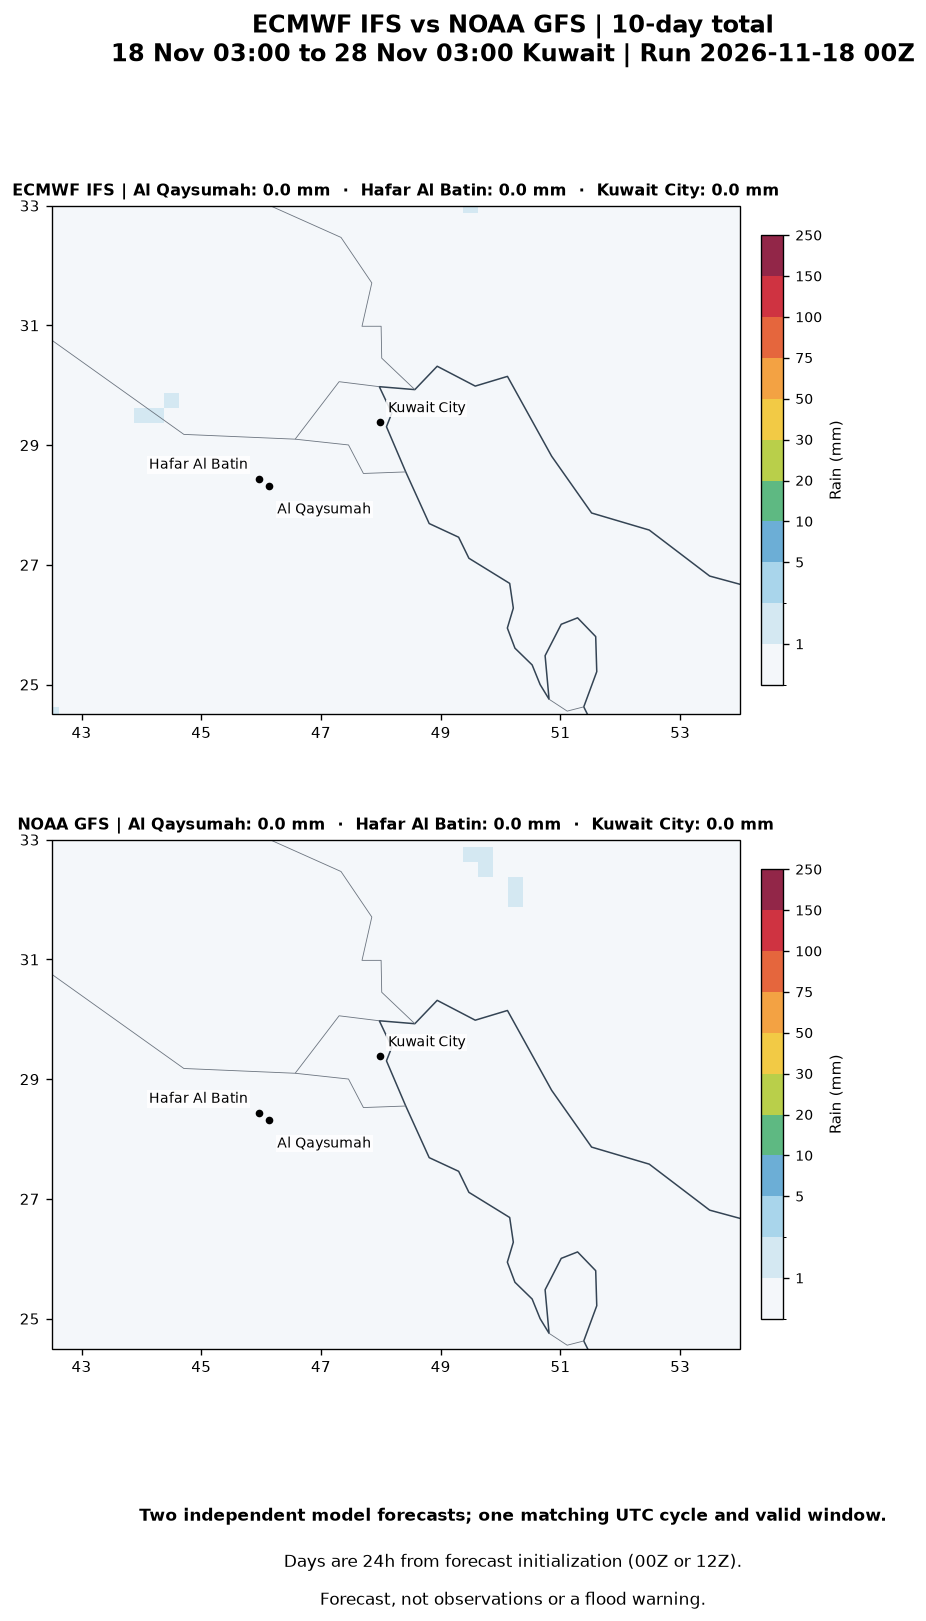 ECMWF IFS vs NOAA GFS | 10-day total
18 Nov 03:00 to 28 Nov 03:00 Kuwait | Run 2026-11-18 00Z
ECMWF IFS | Al Qaysumah: 0.0 mm · Hafar Al Batin: 0.0 mm · Kuwait City: 0.0 mm
33
31
29
27
25
43
45
47
49
51
53
Kuwait City
Hafar Al Batin
Al Qaysumah
250
150
100
75
50
30
20
10
5
1
Rain (mm)
NOAA GFS | Al Qaysumah: 0.0 mm · Hafar Al Batin: 0.0 mm · Kuwait City: 0.0 mm
33
31
29
27
25
43
45
47
49
51
53
Kuwait City
Hafar Al Batin
Al Qaysumah
250
150
100
75
50
30
20
10
5
1
Rain (mm)
Two independent model forecasts; one matching UTC cycle and valid window.
Days are 24h from forecast initialization (00Z or 12Z).
Forecast, not observations or a flood warning.